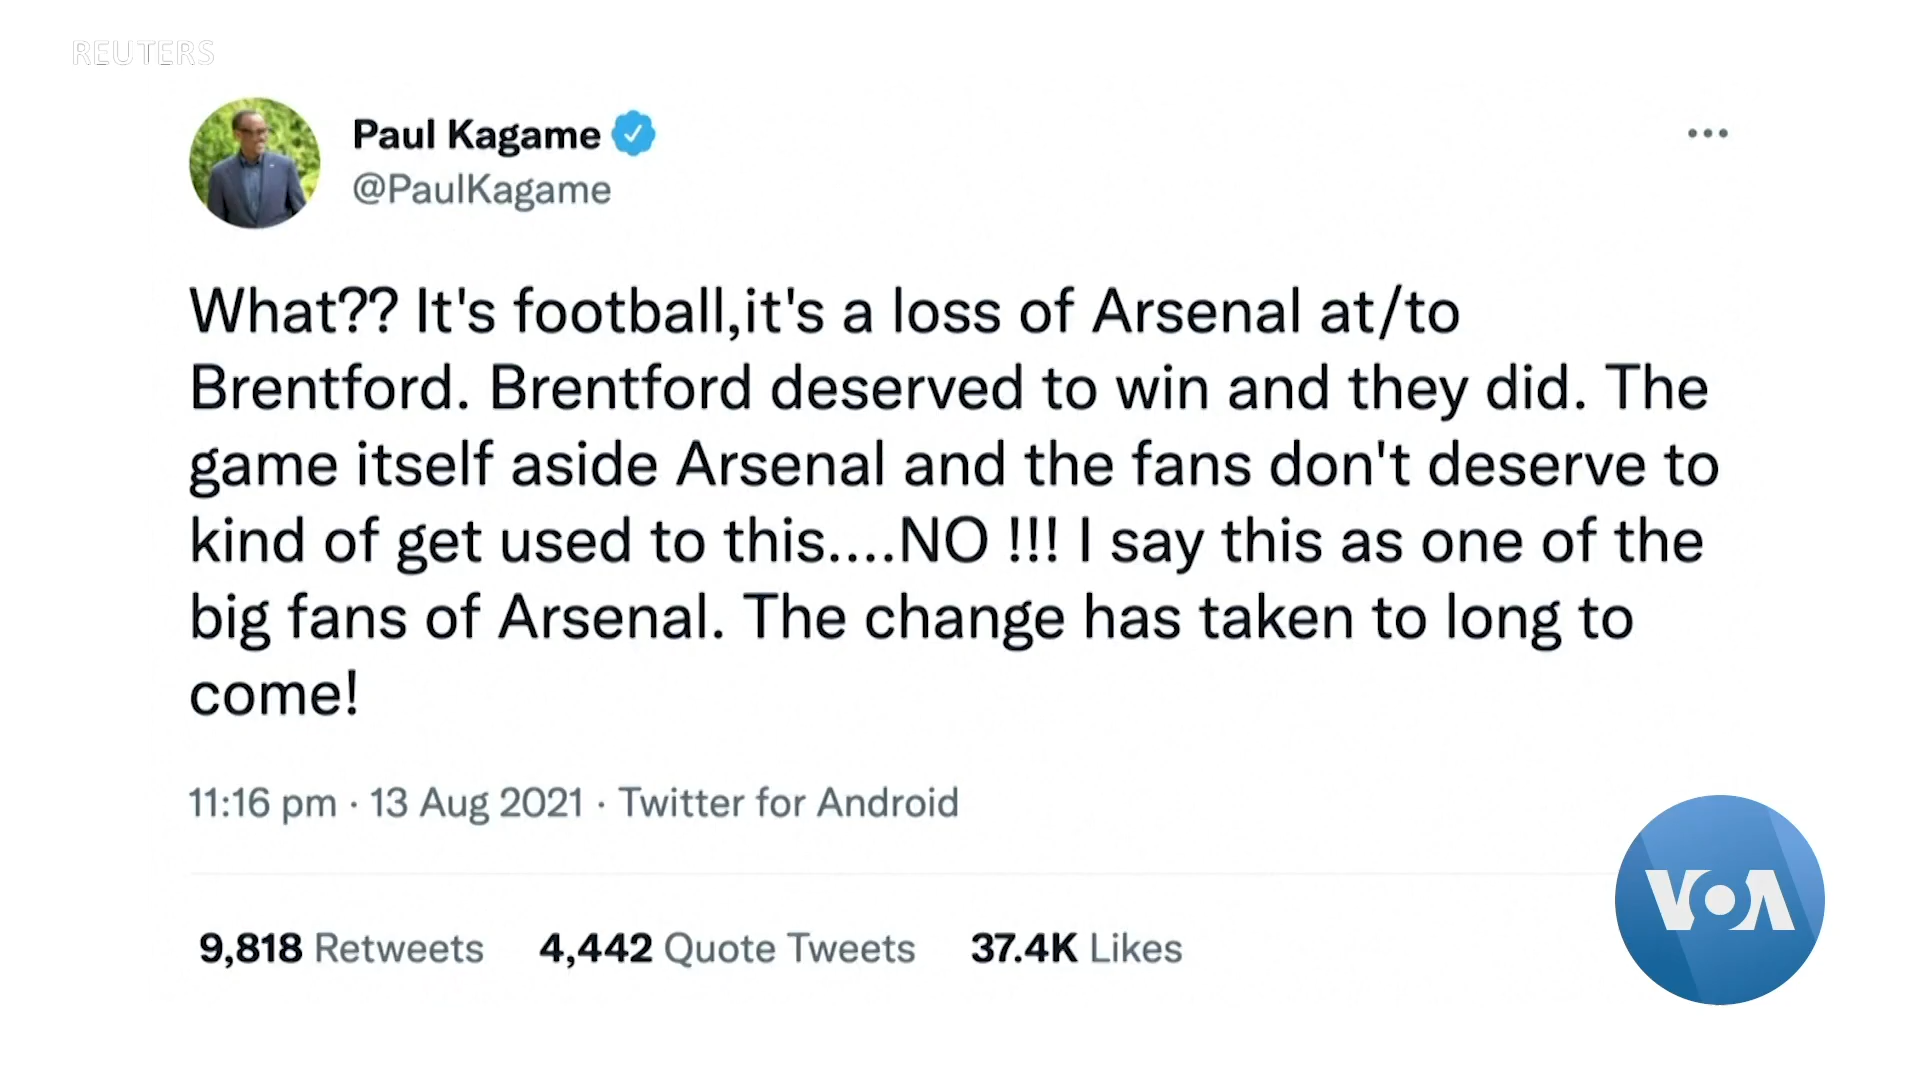 REUTERS
Paul Kagame
@PaulKagame
What?? It's football,it's a loss of Arsenal at/to
Brentford. Brentford deserved to win and they did. The
game itself aside Arsenal and the fans don't deserve to
kind of get used to this....NO !!! I say this as one of the
big fans of Arsenal. The change has taken to long to
come!
11:16 pm · 13 Aug 2021 · Twitter for Android
9,818 Retweets 4,442 Quote Tweets 37.4K Likes
VOA